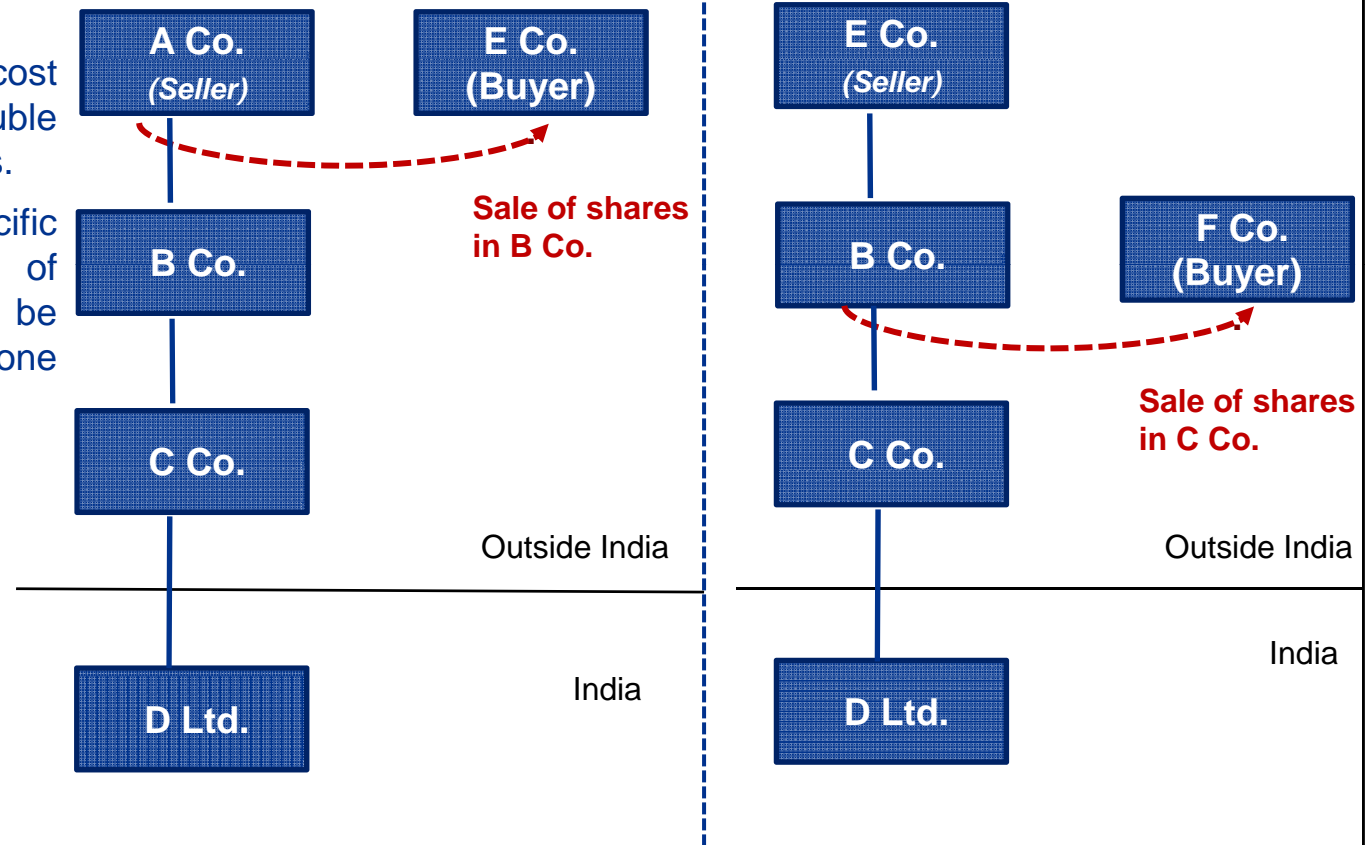 cost
uble
s.
cific
of
be
one
A Co.
(Seller)
E Co.
(Buyer)
Sale of shares
in B Co.
B Co.
C Co.
Outside India
India
D Ltd.
E Co.
(Seller)
B Co.
F Co.
(Buyer)
Sale of shares
in C Co.
C Co.
Outside India
India
D Ltd.